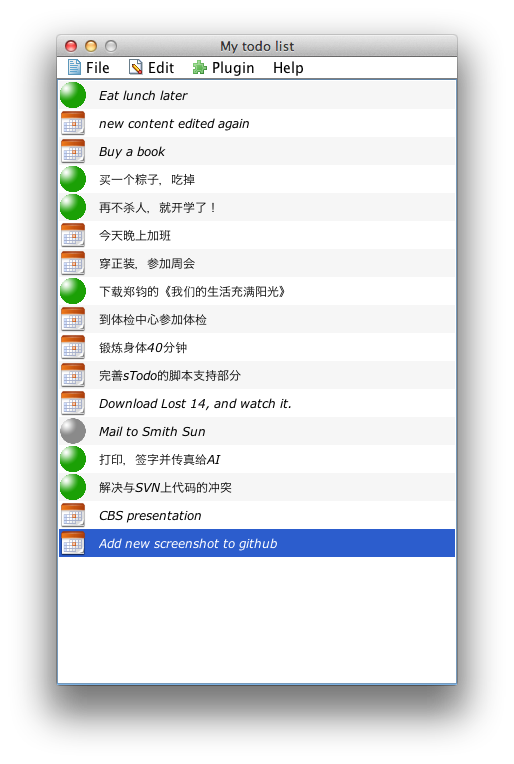 My todo list
File Edit Plugin Help
Eat lunch later
new content edited again
Buy a book
买一个粽子，吃掉
再不杀人，就开学了！
今天晚上加班
穿正装，参加周会
下载郑钧的《我们的生活充满阳光》
到体检中心参加体检
锻炼身体40分钟
完善sTodo的脚本支持部分
Download Lost 14, and watch it.
Mail to Smith Sun
打印，签字并传真给AI
解决与SVN上代码的冲突
CBS presentation
Add new screenshot to github